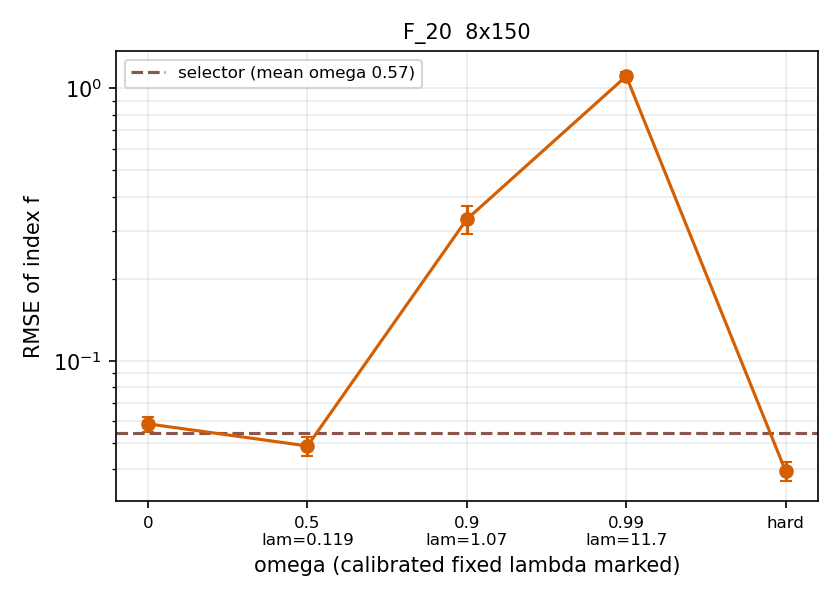 F_20 8x150
selector (mean omega 0.57)
RMSE of index f
10⁰
10⁻¹
0
0.5
lam=0.119
0.9
lam=1.07
0.99
lam=11.7
hard
omega (calibrated fixed lambda marked)